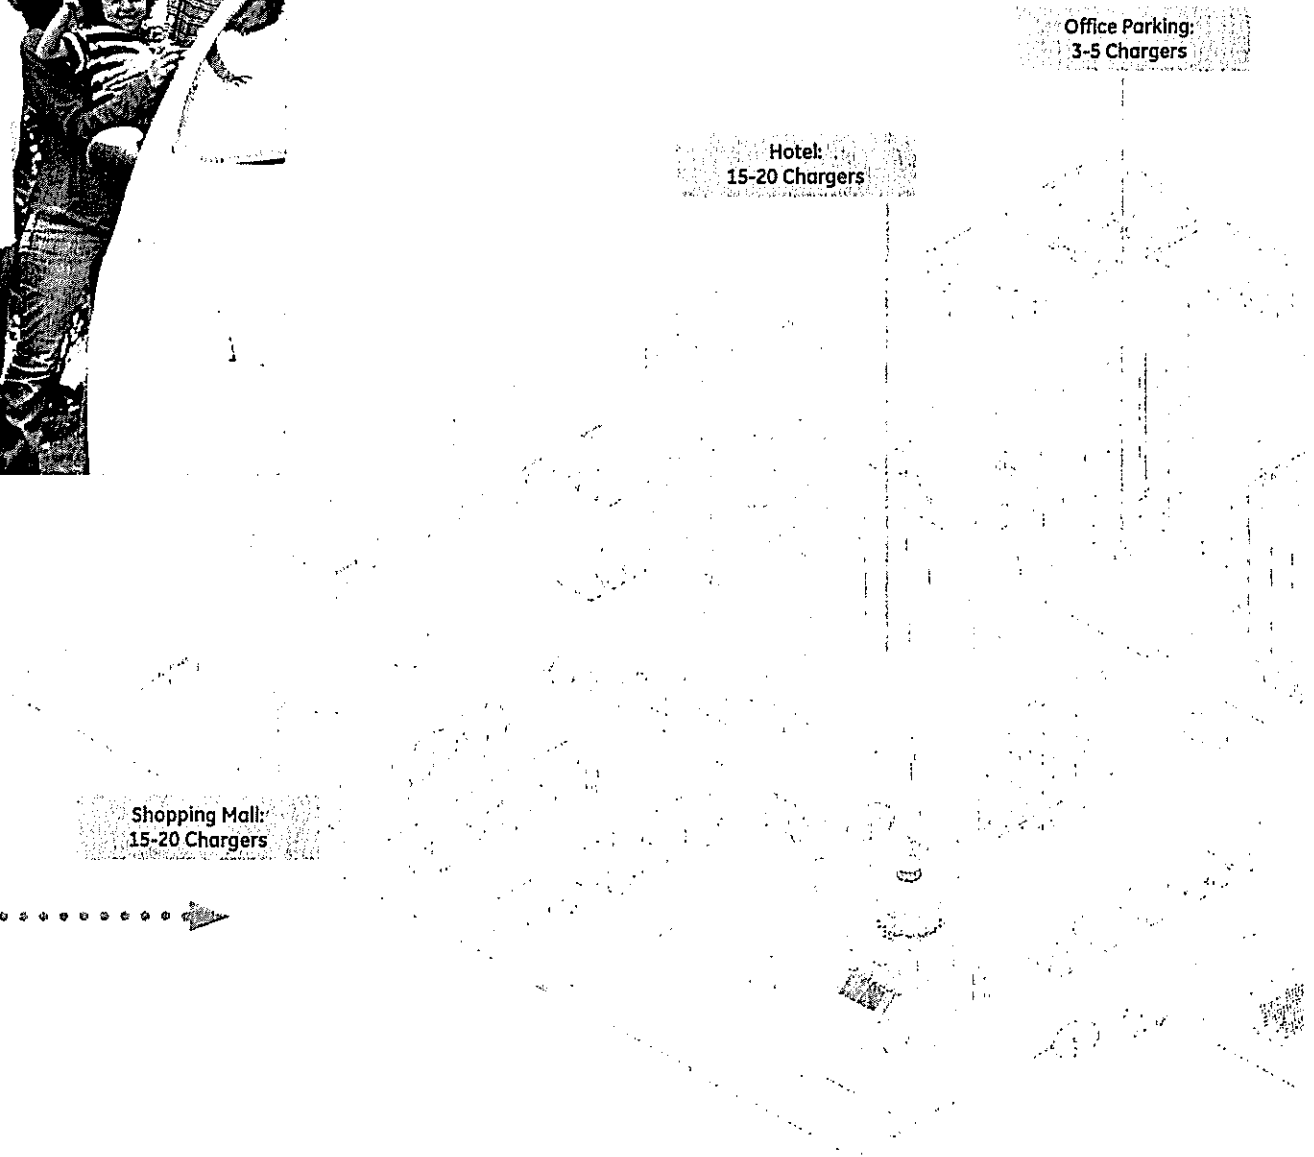 Office Parking:
3-5 Chargers
Hotel:
15-20 Chargers
Shopping Mall:
15-20 Chargers